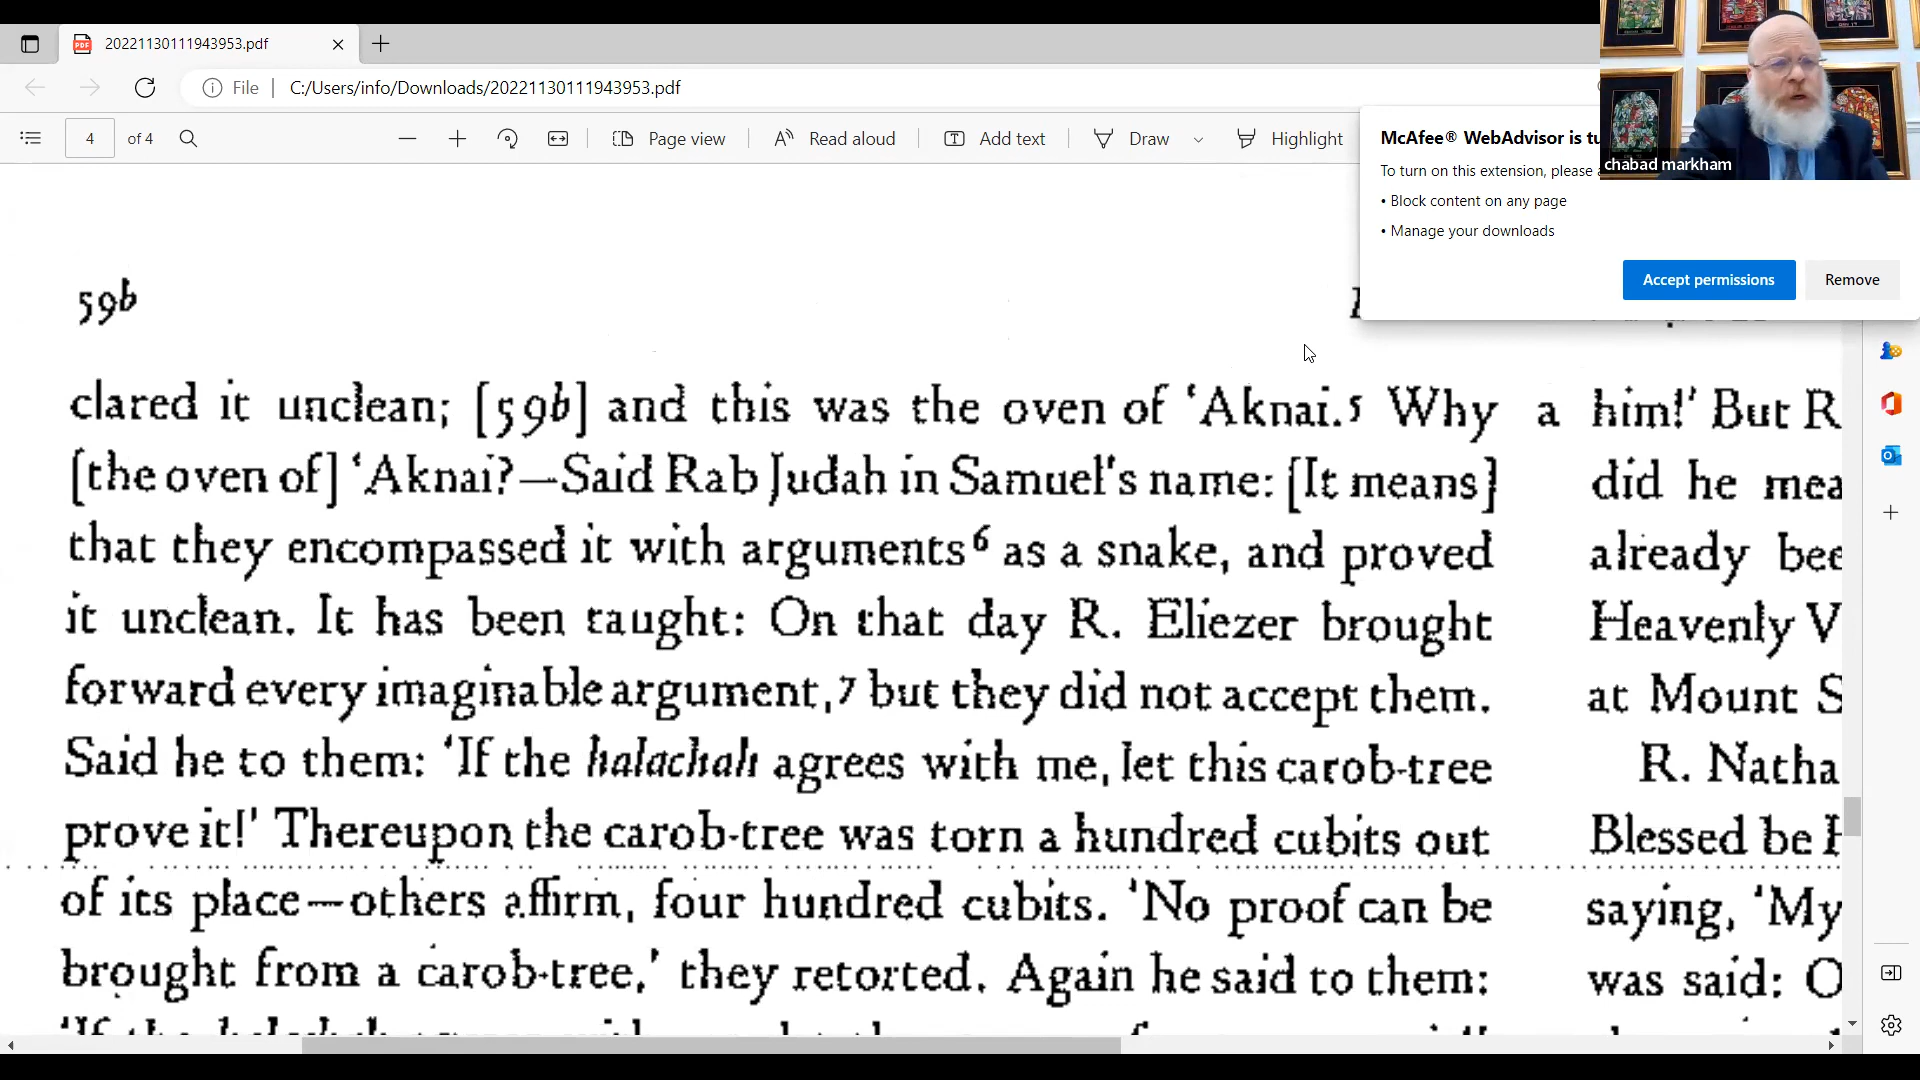 20221130111943953.pdf
File
C:/Users/info/Downloads/20221130111943953.pdf
4 of 4
Page view
Read aloud
Add text
Draw
Highlight
McAfee® WebAdvisor is
To turn on this extension, please
• Block content on any page
• Manage your downloads
Accept permissions
Remove
chabad markham
59b
clared it unclean; [59b] and this was the oven of ‘Aknai.5 Why
[the oven of] ‘Aknai?—Said Rab Judah in Samuel's name: [It means]
that they encompassed it with arguments6 as a snake, and proved
it unclean. It has been taught: On that day R. Eliezer brought
forward every imaginable argument,7 but they did not accept them.
Said he to them: ‘If the halachah agrees with me, let this carob-tree
prove it!’ Thereupon the carob-tree was torn a hundred cubits out
of its place—others affirm, four hundred cubits. ‘No proof can be
brought from a carob-tree,’ they retorted. Again he said to them:
a him!’ But R
did he
already
Heavenly
at Mount
R.
Blessed be
saying, ‘My
was said: